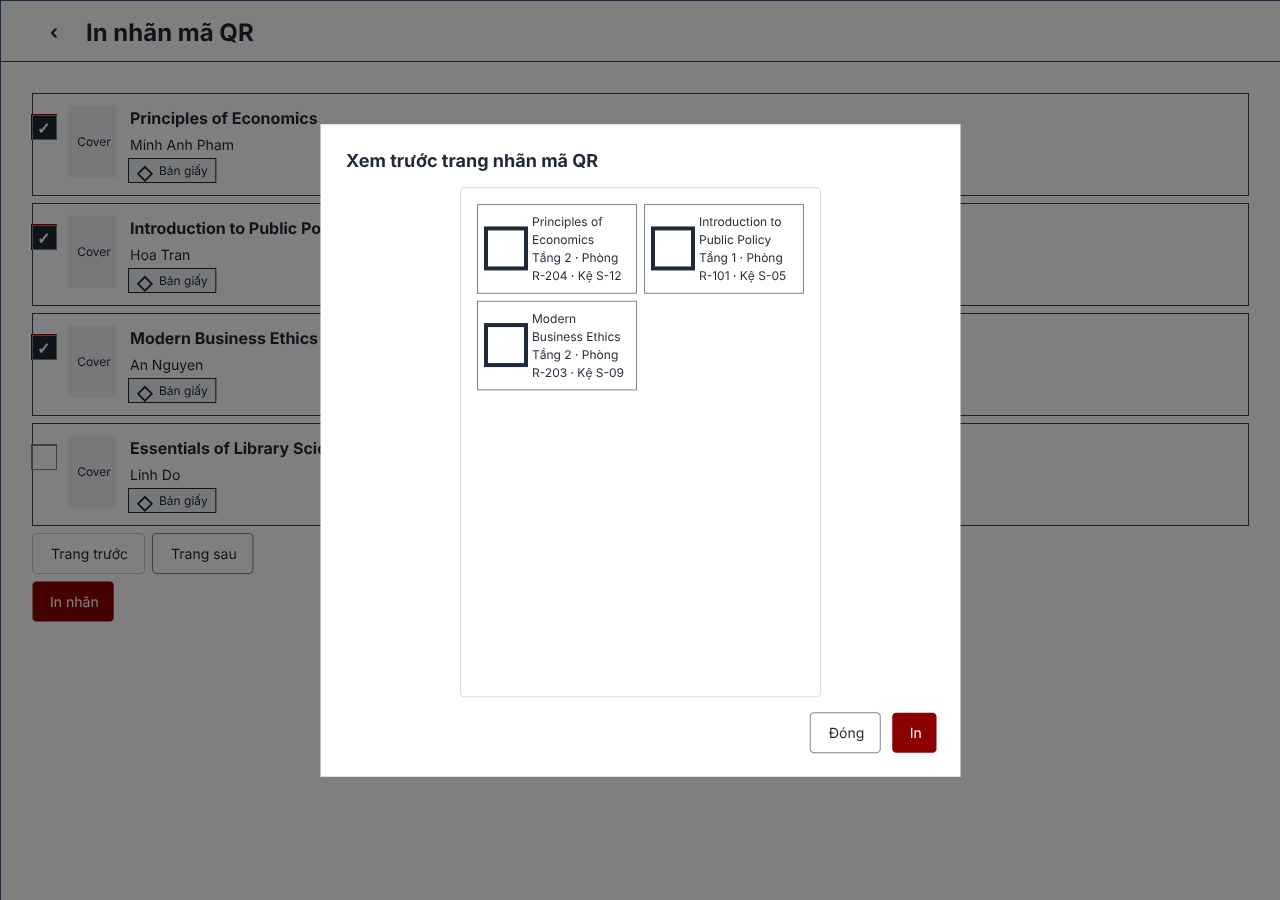 In nhãn mã QR
Principles of Economics
Cover
Minh Anh Pham
Bản giấy
Introduction to Public Po
Cover
Hoa Tran
Bản giấy
Modern Business Ethics
Cover
An Nguyen
Bản giấy
Essentials of Library Scie
Cover
Linh Do
Bản giấy
Trang trước
Trang sau
In nhãn
Xem trước trang nhãn mã QR
Principles of
Economics
Tầng 2 · Phòng
R-204 · Kệ S-12
Introduction to
Public Policy
Tầng 1 · Phòng
R-101 · Kệ S-05
Modern
Business Ethics
Tầng 2 · Phòng
R-203 · Kệ S-09
Đóng
In